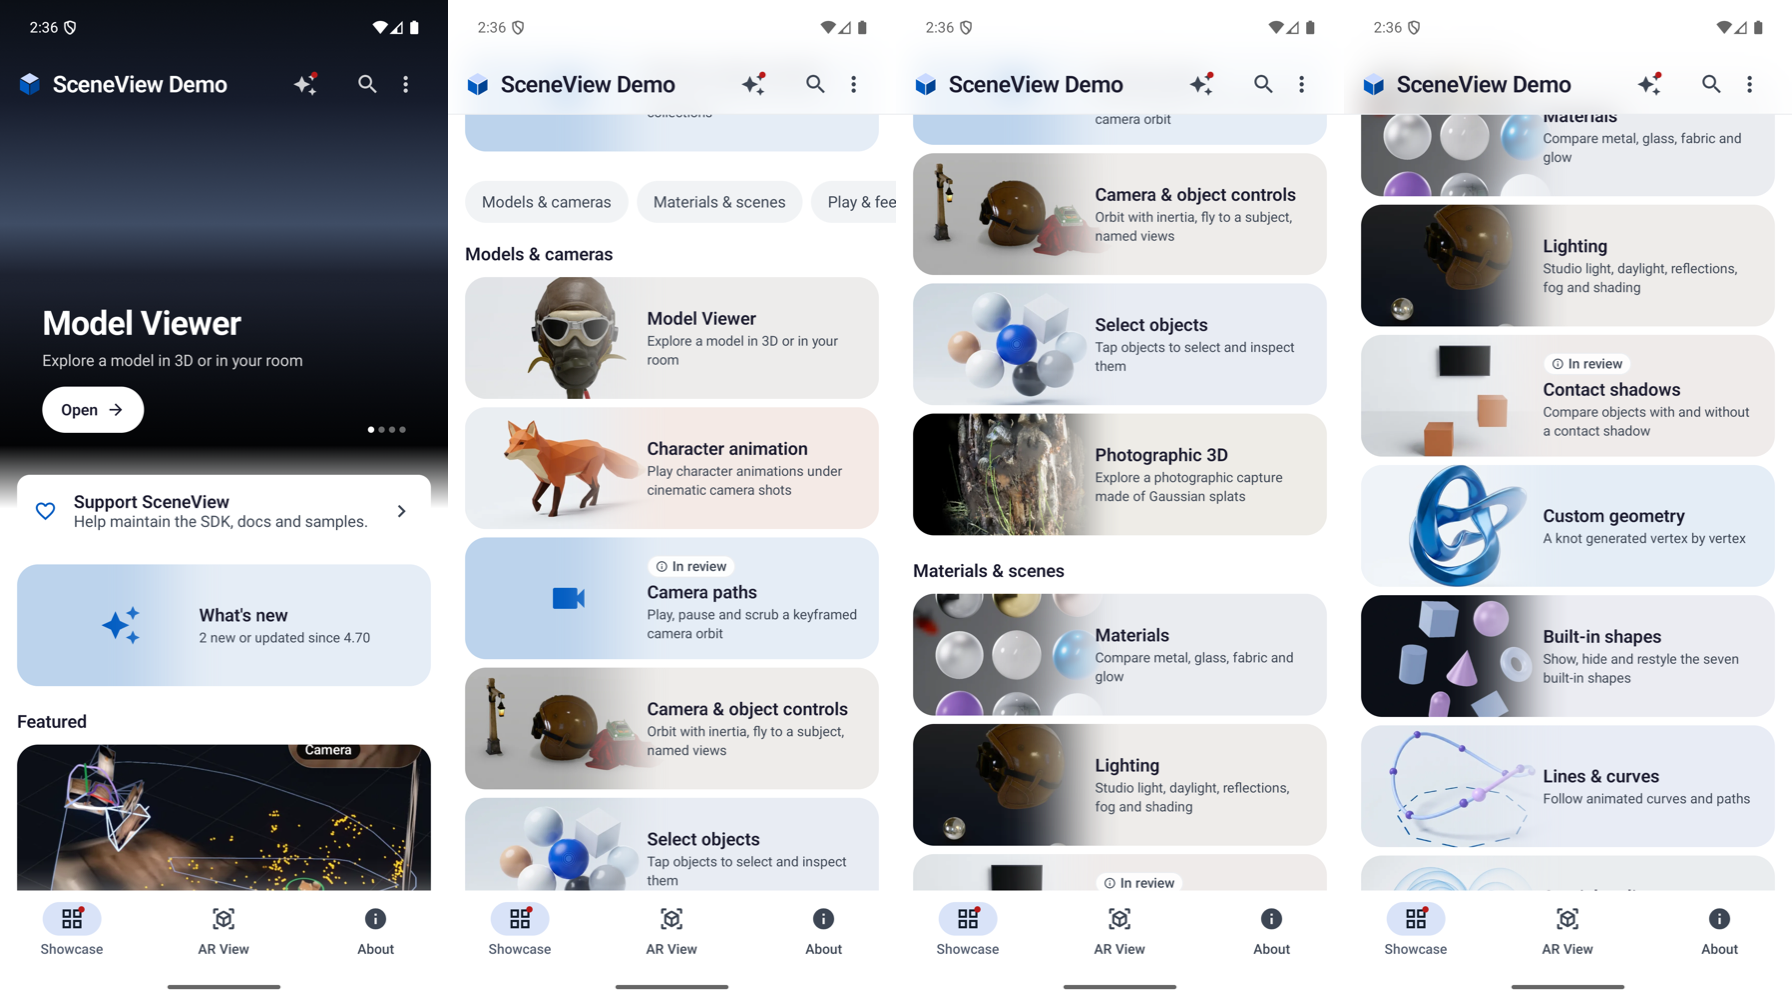 2:36
SceneView Demo
Model Viewer
Explore a model in 3D or in your room
Open
Support SceneView
Help maintain the SDK, docs and samples.
What's new
2 new or updated since 4.70
Featured
Camera
Showcase
AR View
About
2:36
SceneView Demo
collections
Models & cameras
Materials & scenes
Play & fee
Models & cameras
Model Viewer
Explore a model in 3D or in your
room
Character animation
Play character animations under
cinematic camera shots
In review
Camera paths
Play, pause and scrub a keyframed
camera orbit
Camera & object controls
Orbit with inertia, fly to a subject,
named views
Select objects
Tap objects to select and inspect
them
Showcase
AR View
About
2:36
SceneView Demo
camera orbit
Camera & object controls
Orbit with inertia, fly to a subject,
named views
Select objects
Tap objects to select and inspect
them
Photographic 3D
Explore a photographic capture
made of Gaussian splats
Materials & scenes
Materials
Compare metal, glass, fabric and
glow
Lighting
Studio light, daylight, reflections,
fog and shading
In review
Showcase
AR View
About
2:36
SceneView Demo
Materials
Compare metal, glass, fabric and
glow
Lighting
Studio light, daylight, reflections,
fog and shading
In review
Contact shadows
Compare objects with and without
a contact shadow
Custom geometry
A knot generated vertex by vertex
Built-in shapes
Show, hide and restyle the seven
built-in shapes
Lines & curves
Follow animated curves and paths
Showcase
AR View
About